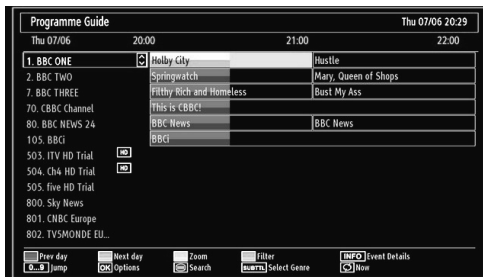 Programme Guide Thu 07/06 20:29
Thu 07/06 20:00 21:00 22:00
1. BBC ONE Holby City Hustle
2. BBC TWO Springwatch Mary, Queen of Shops
7. BBC THREE Filthy Rich and Homeless Bust My Ass
70. CBBC Channel This is CBBC!
80. BBC NEWS 24 BBC News BBC News
105. BBCi BBCi
503. ITV HD Trial HD
504. Ch4 HD Trial HD
505. five HD Trial
800. Sky News
801. CNBC Europe
802. TV5MONDE EU...
Prev day Next day Zoom Filter INFO Event Details
0...9 Jump OK Options Search SUBTTL Select Genre Now